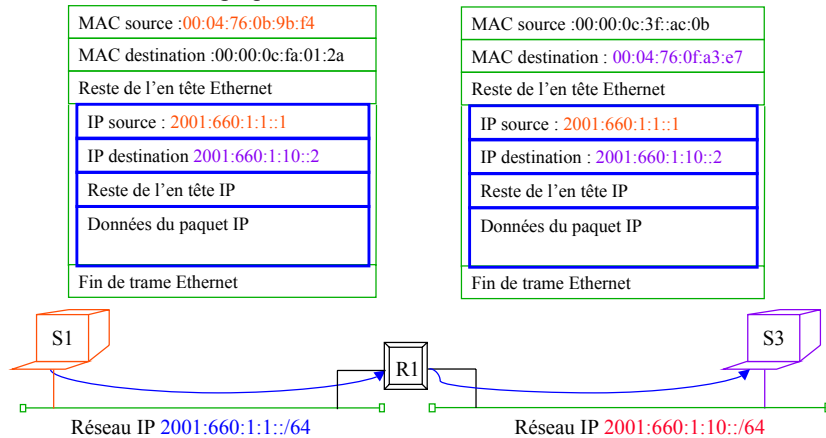 MAC source :00:04:76:0b:9b:f4
MAC destination :00:00:0c:fa:01:2a
Reste de l’en tête Ethernet
IP source : 2001:660:1:1::1
IP destination 2001:660:1:10::2
Reste de l’en tête IP
Données du paquet IP
Fin de trame Ethernet
MAC source :00:00:0c:3f::ac:0b
MAC destination : 00:04:76:0f:a3:e7
Reste de l’en tête Ethernet
IP source : 2001:660:1:1::1
IP destination : 2001:660:1:10::2
Reste de l’en tête IP
Données du paquet IP
Fin de trame Ethernet
S1
R1
S3
Réseau IP 2001:660:1:1::/64
Réseau IP 2001:660:1:10::/64